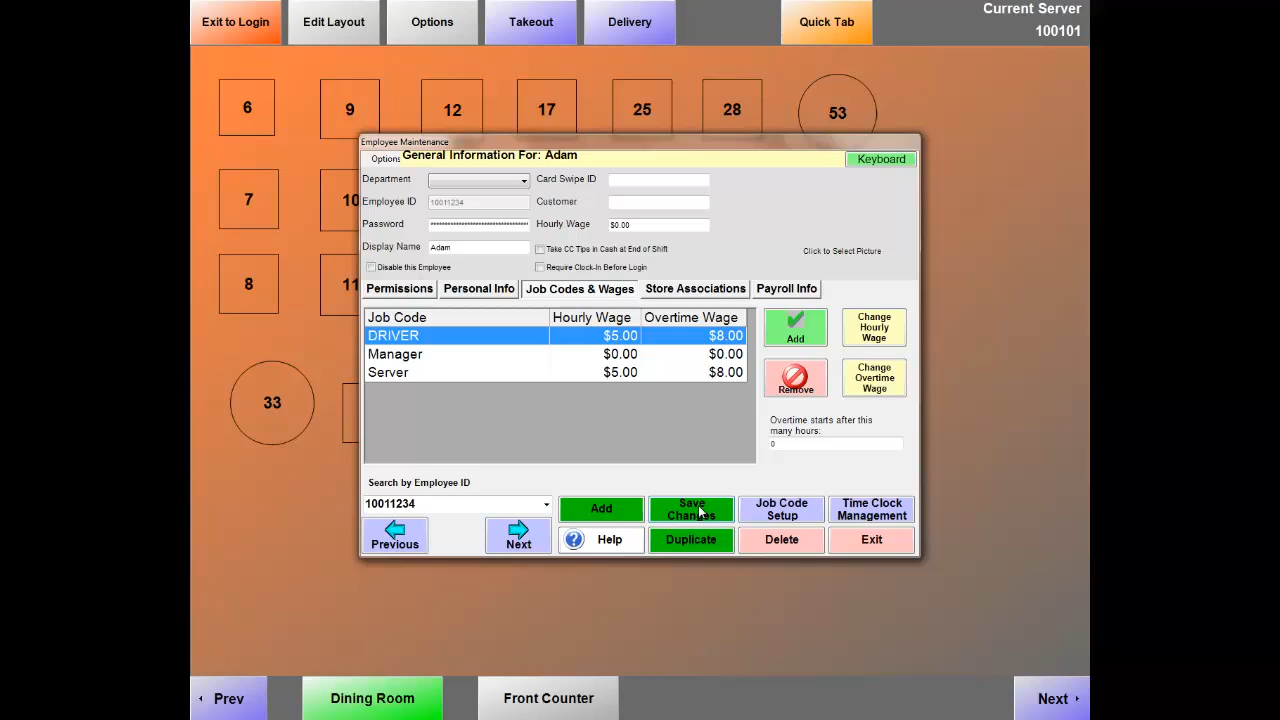 Exit to Login
Edit Layout
Options
Takeout
Delivery
Quick Tab
Current Server
100101
6
9
12
17
25
28
53
7
10
8
11
33
Employee Maintenance
Options
General Information For: Adam
Keyboard
Department
Card Swipe ID
Employee ID
10011234
Customer
Password
********************************
Hourly Wage
$0.00
Display Name
Adam
Take CC Tips in Cash at End of Shift
Click to Select Picture
Disable this Employee
Require Clock-In Before Login
Permissions
Personal Info
Job Codes & Wages
Store Associations
Payroll Info
Job Code Hourly Wage Overtime Wage
DRIVER $5.00 $8.00
Manager $0.00 $0.00
Server $5.00 $8.00
Add
Change
Hourly
Wage
Remove
Change
Overtime
Wage
Overtime starts after this
many hours:
0
Search by Employee ID
10011234
Add
Save
Changes
Job Code
Setup
Time Clock
Management
Previous
Next
Help
Duplicate
Delete
Exit
Prev
Dining Room
Front Counter
Next